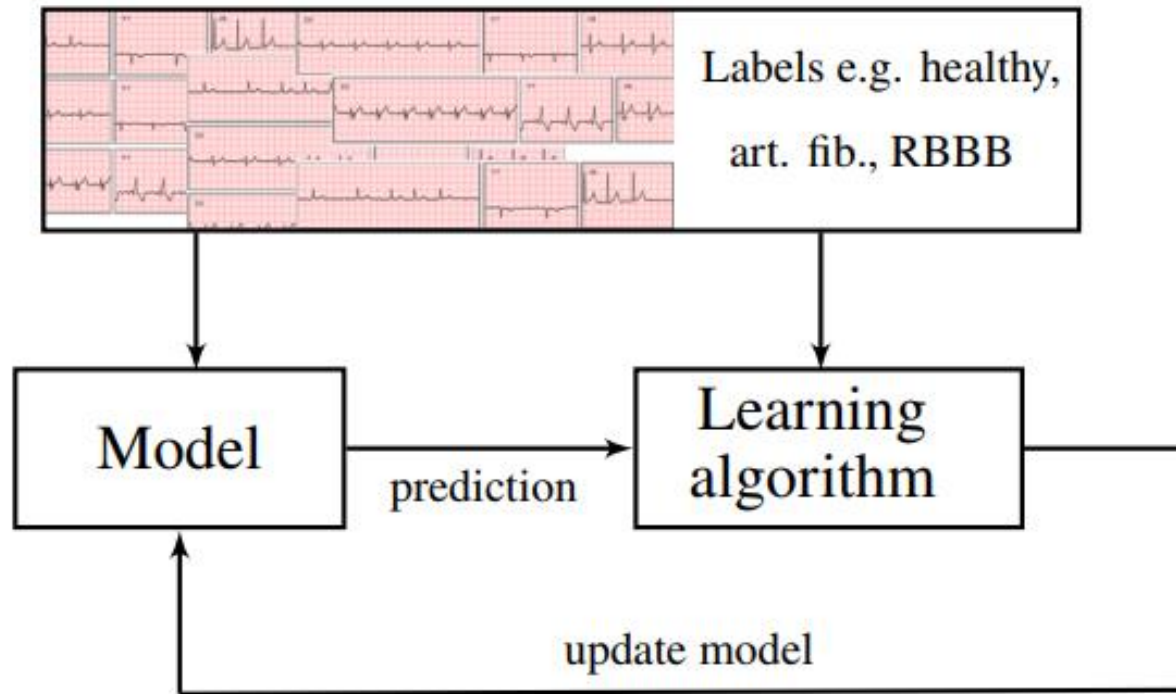 Labels e.g. healthy,
art. fib., RBBB
Model
prediction
Learning
algorithm
update model